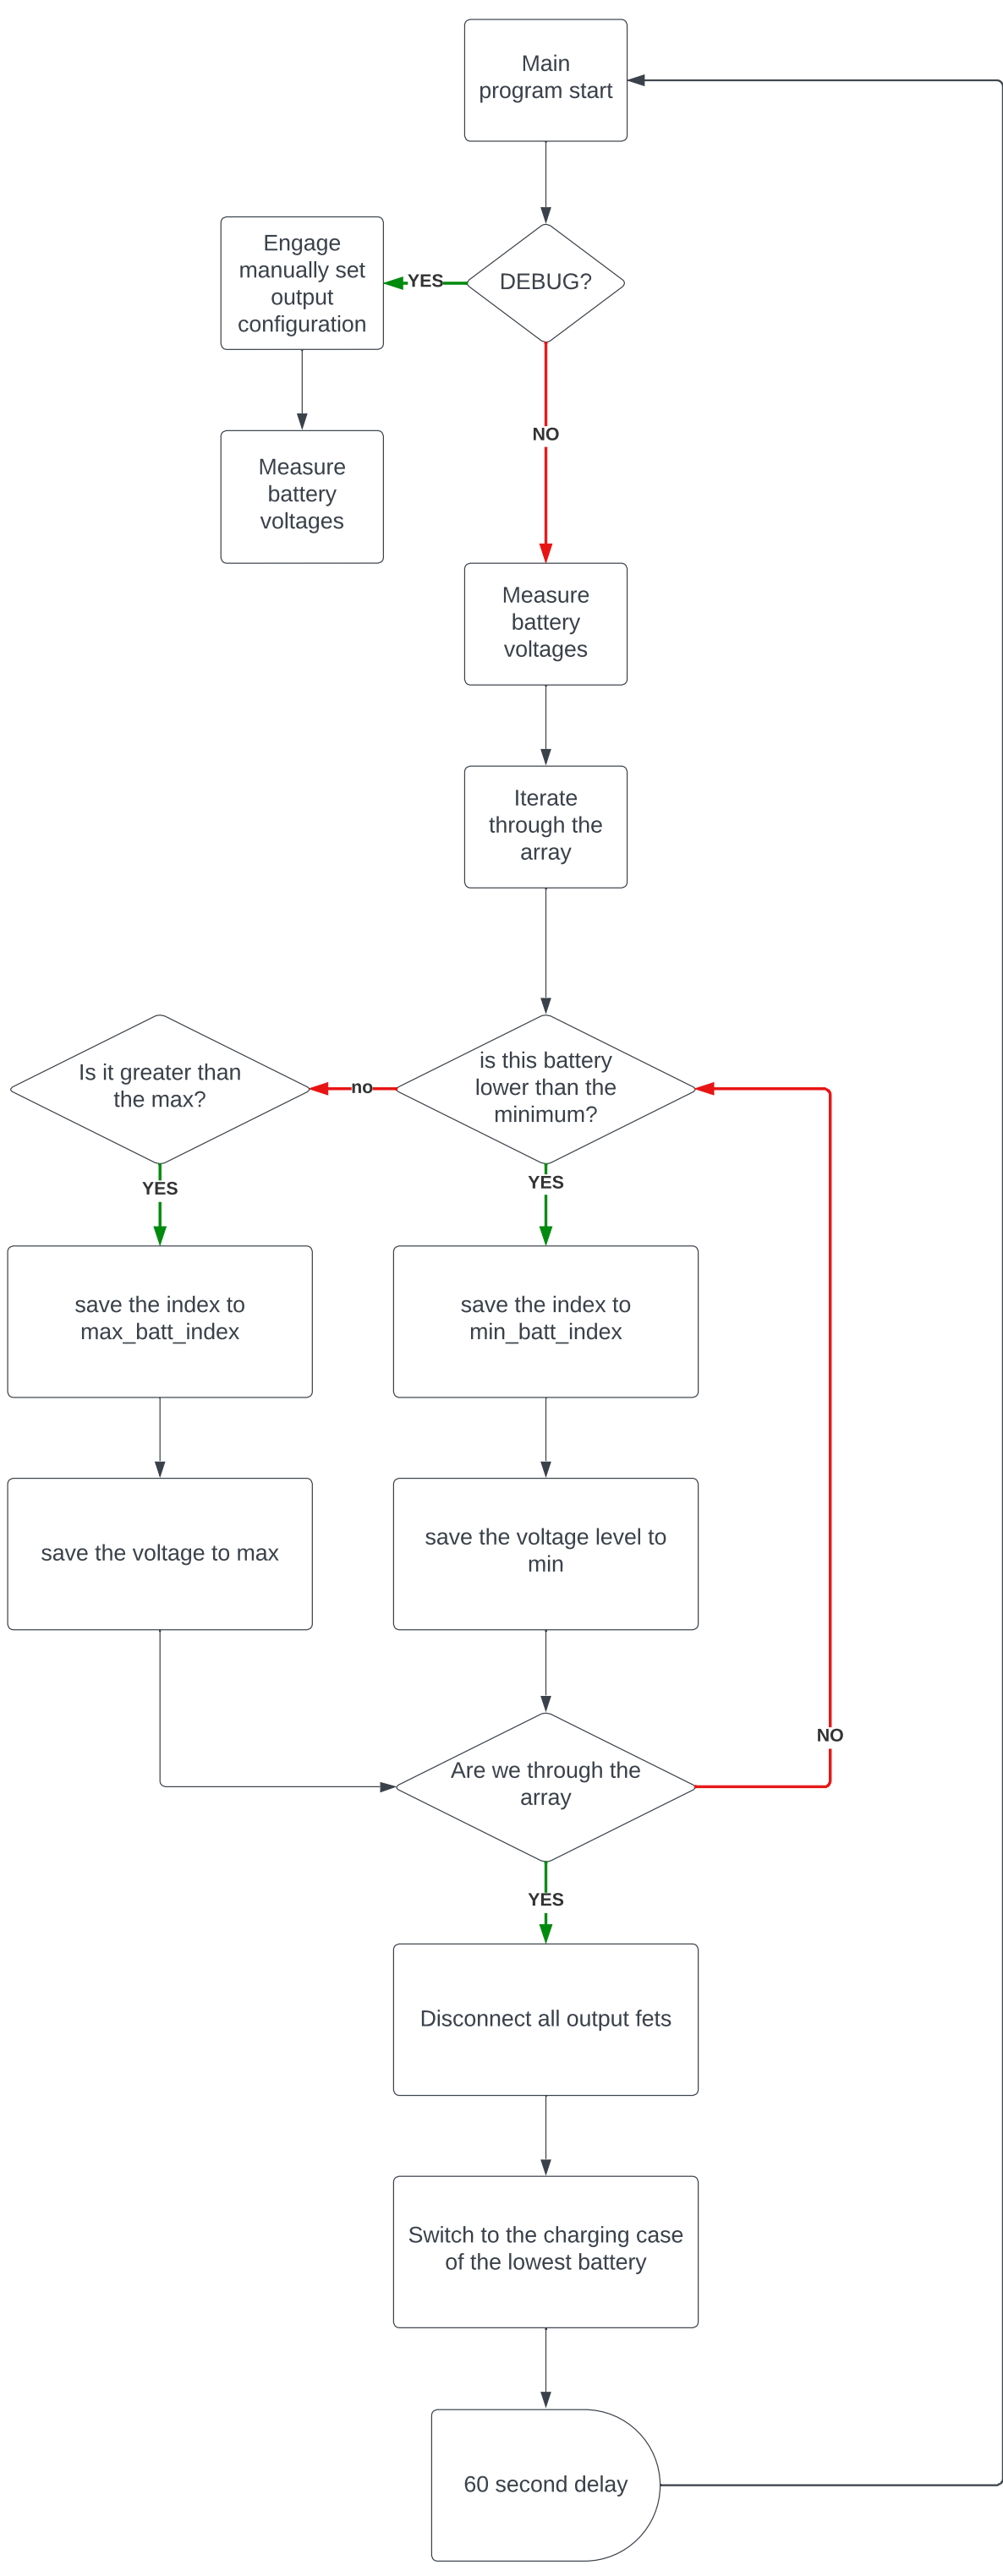 Main
program start
DEBUG?
YES
Engage
manually set
output
configuration
NO
Measure
battery
voltages
Measure
battery
voltages
Iterate
through the
array
is this battery
lower than the
minimum?
no
Is it greater than
the max?
YES
YES
save the index to
max_batt_index
save the index to
min_batt_index
save the voltage to max
save the voltage level to
min
NO
Are we through the
array
YES
Disconnect all output fets
Switch to the charging case
of the lowest battery
60 second delay